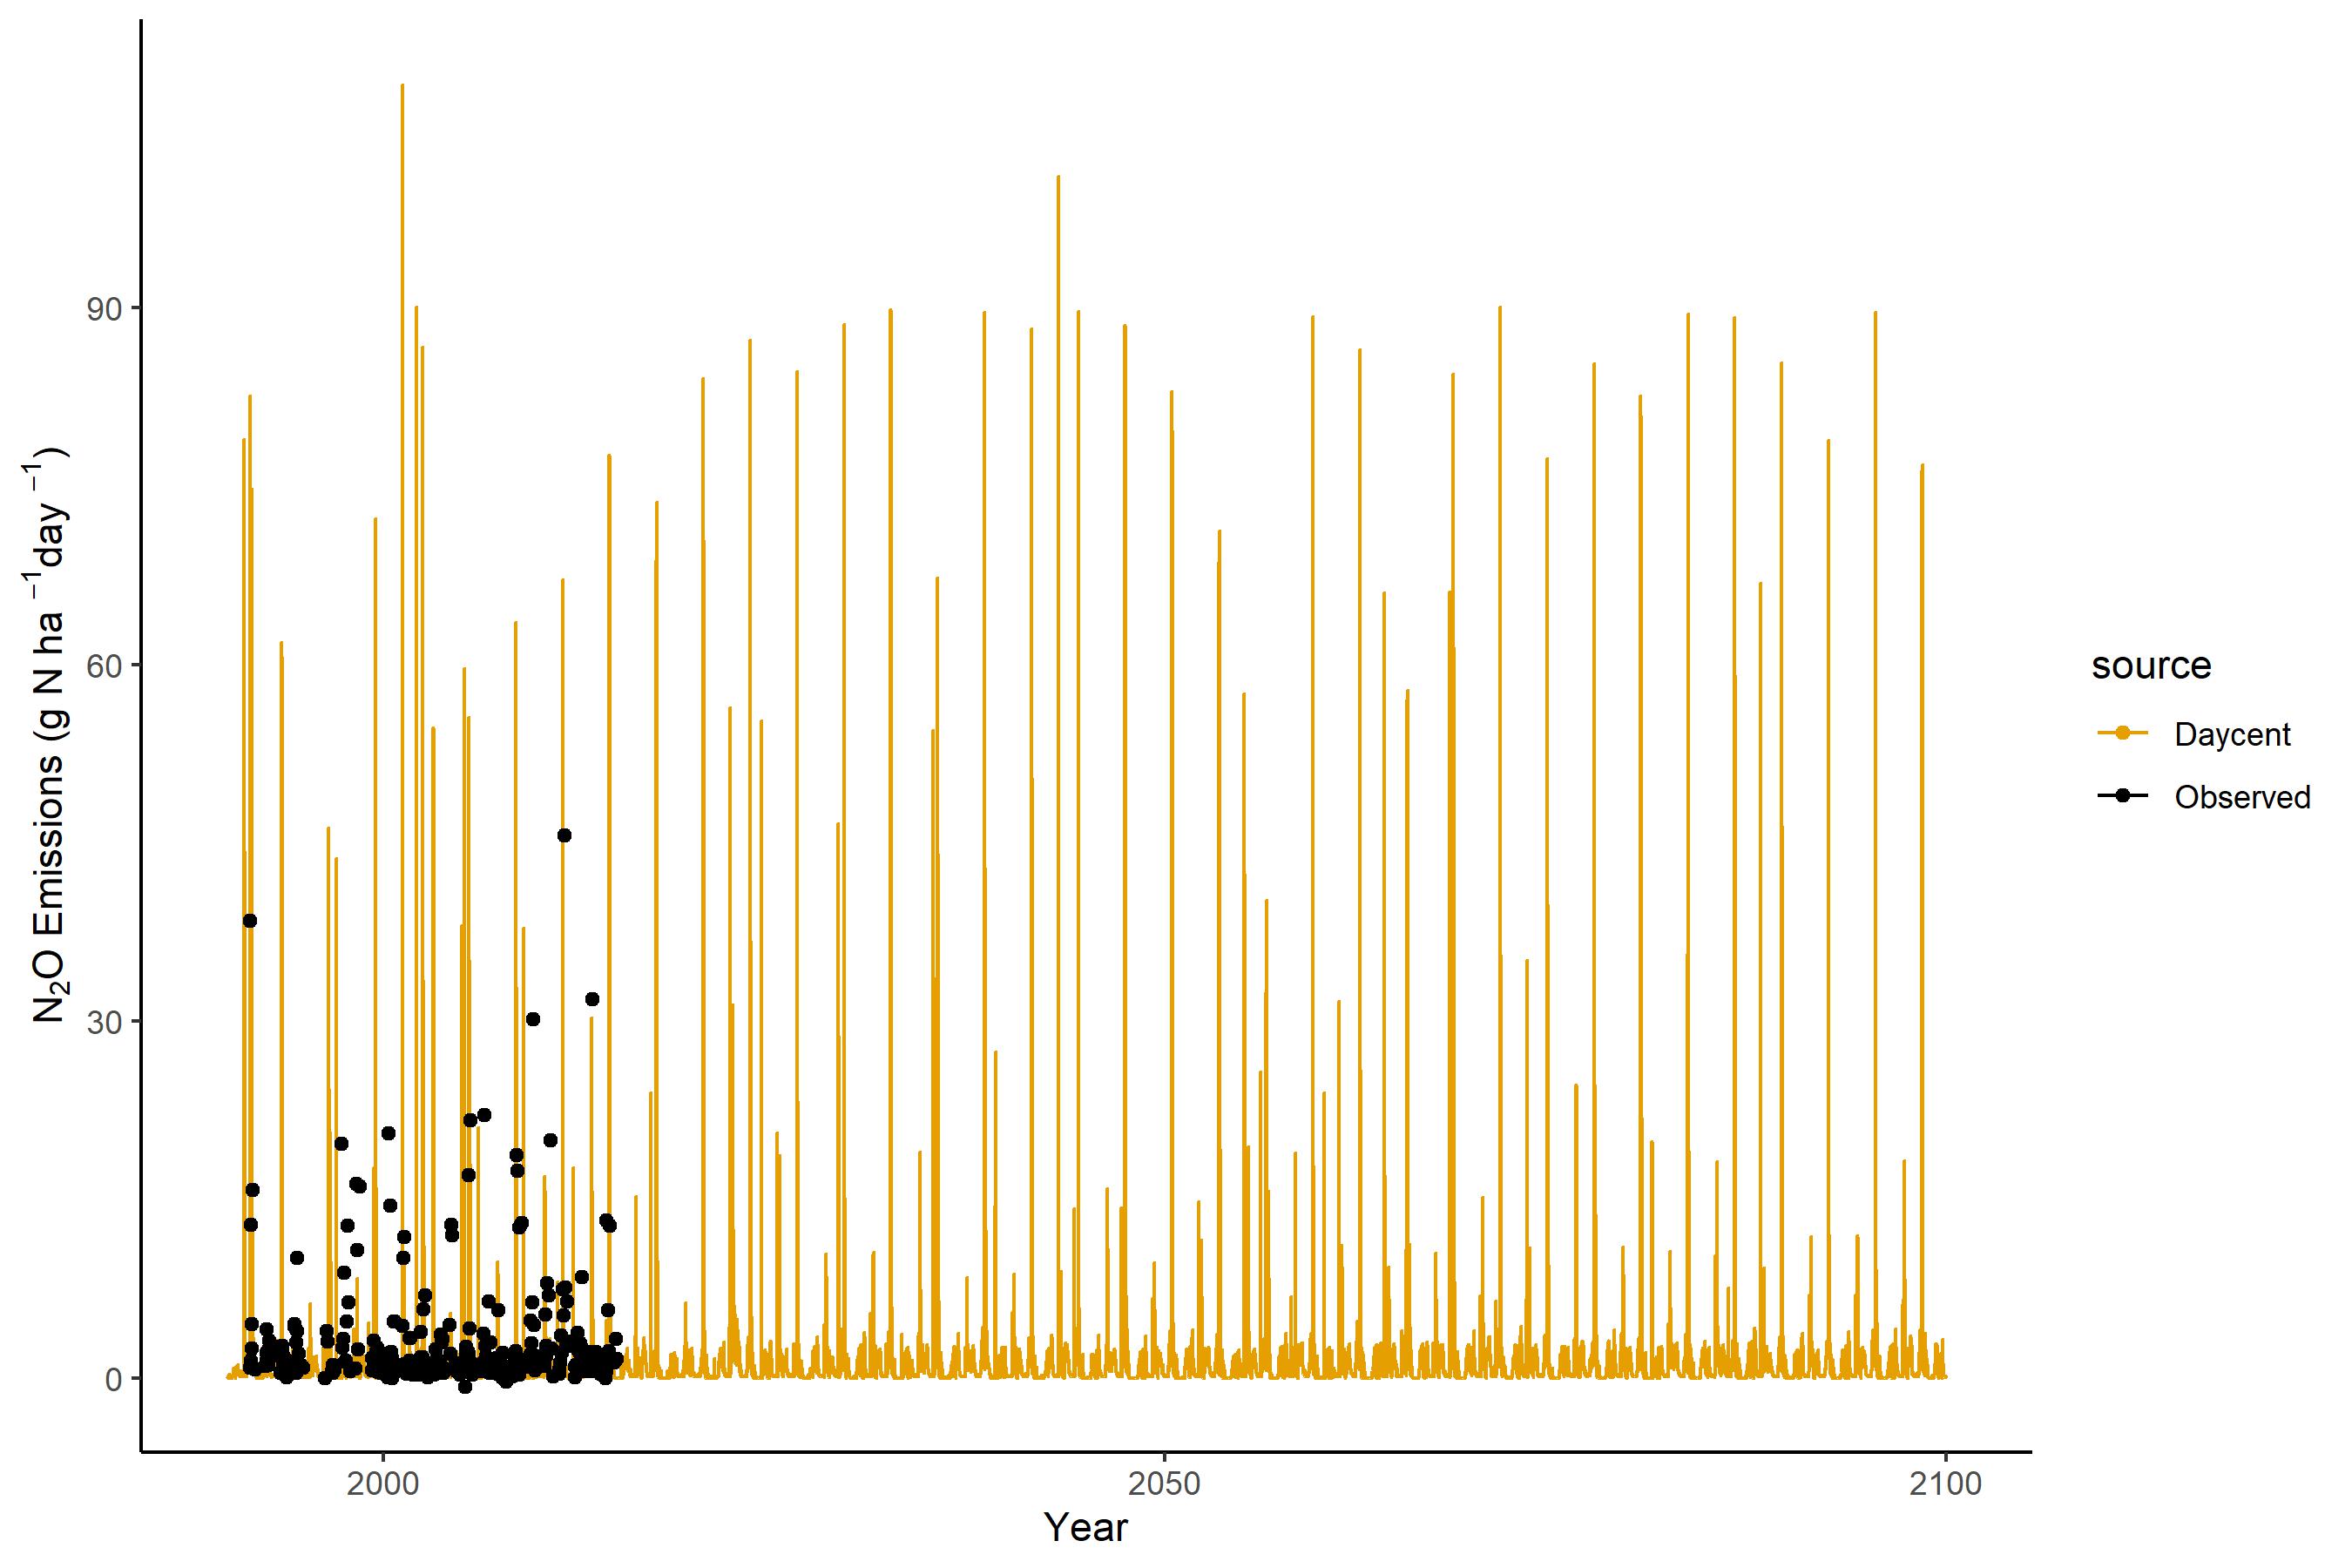 N₂O Emissions (g N ha ⁻¹day ⁻¹)
90
60
30
0
2000
2050
2100
Year
source
Daycent
Observed